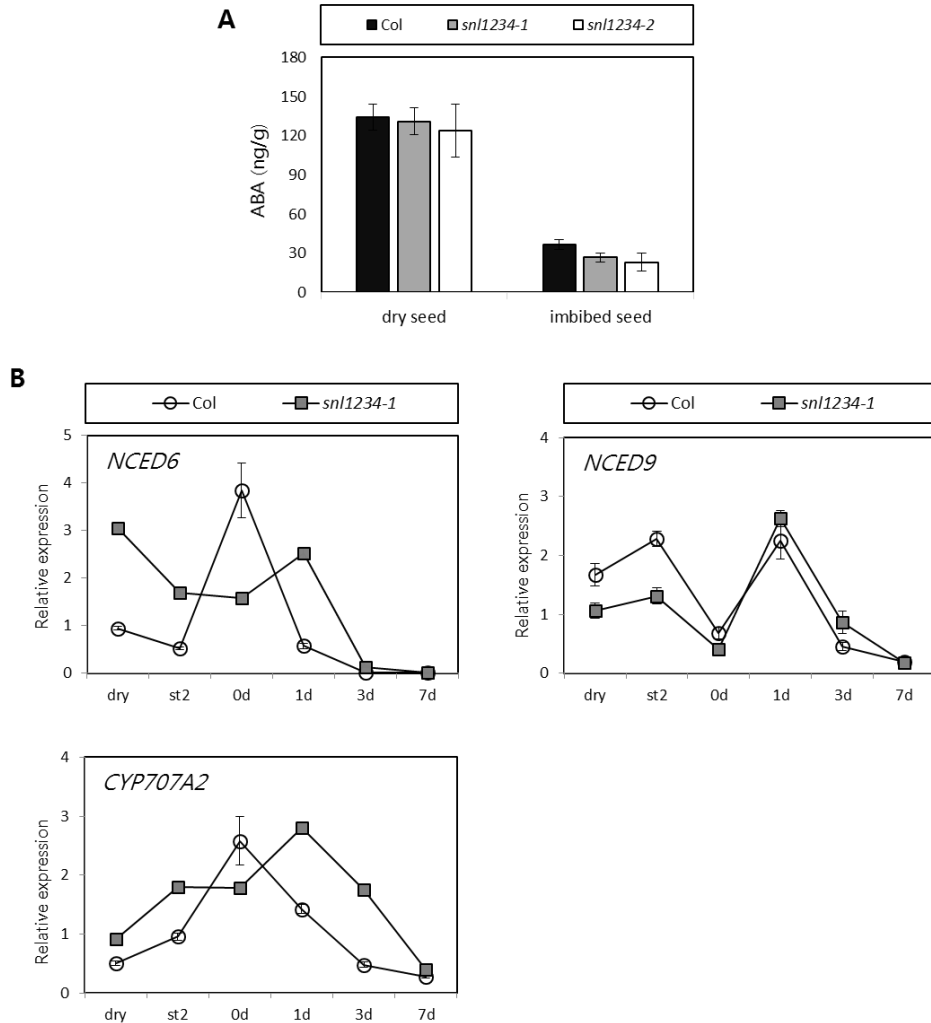 A
Col snl1234-1 snl1234-2
180
150
120
90
60
30
0
ABA (ng/g)
dry seed imbibed seed
B
Col snl1234-1
5
4
3
2
1
0
Relative expression
NCED6
dry st2 0d 1d 3d 7d
Col snl1234-1
4
3
2
1
0
Relative expression
NCED9
dry st2 0d 1d 3d 7d
4
3
2
1
0
Relative expression
CYP707A2
dry st2 0d 1d 3d 7d